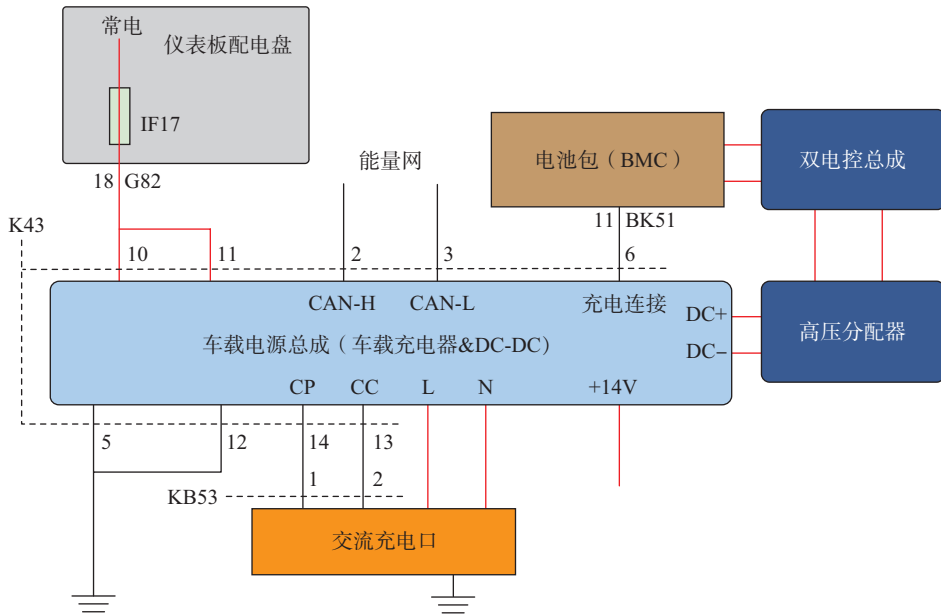 常电
仪表板配电盘
IF17
18 G82
能量网
电池包（BMC）
双电控总成
11 BK51
K43
10 11 2 3 6
CAN-H CAN-L 充电连接
DC+
高压分配器
车载电源总成（车载充电器&DC-DC）
DC−
CP CC L N +14V
5 12 14 13
1 2
KB53
交流充电口